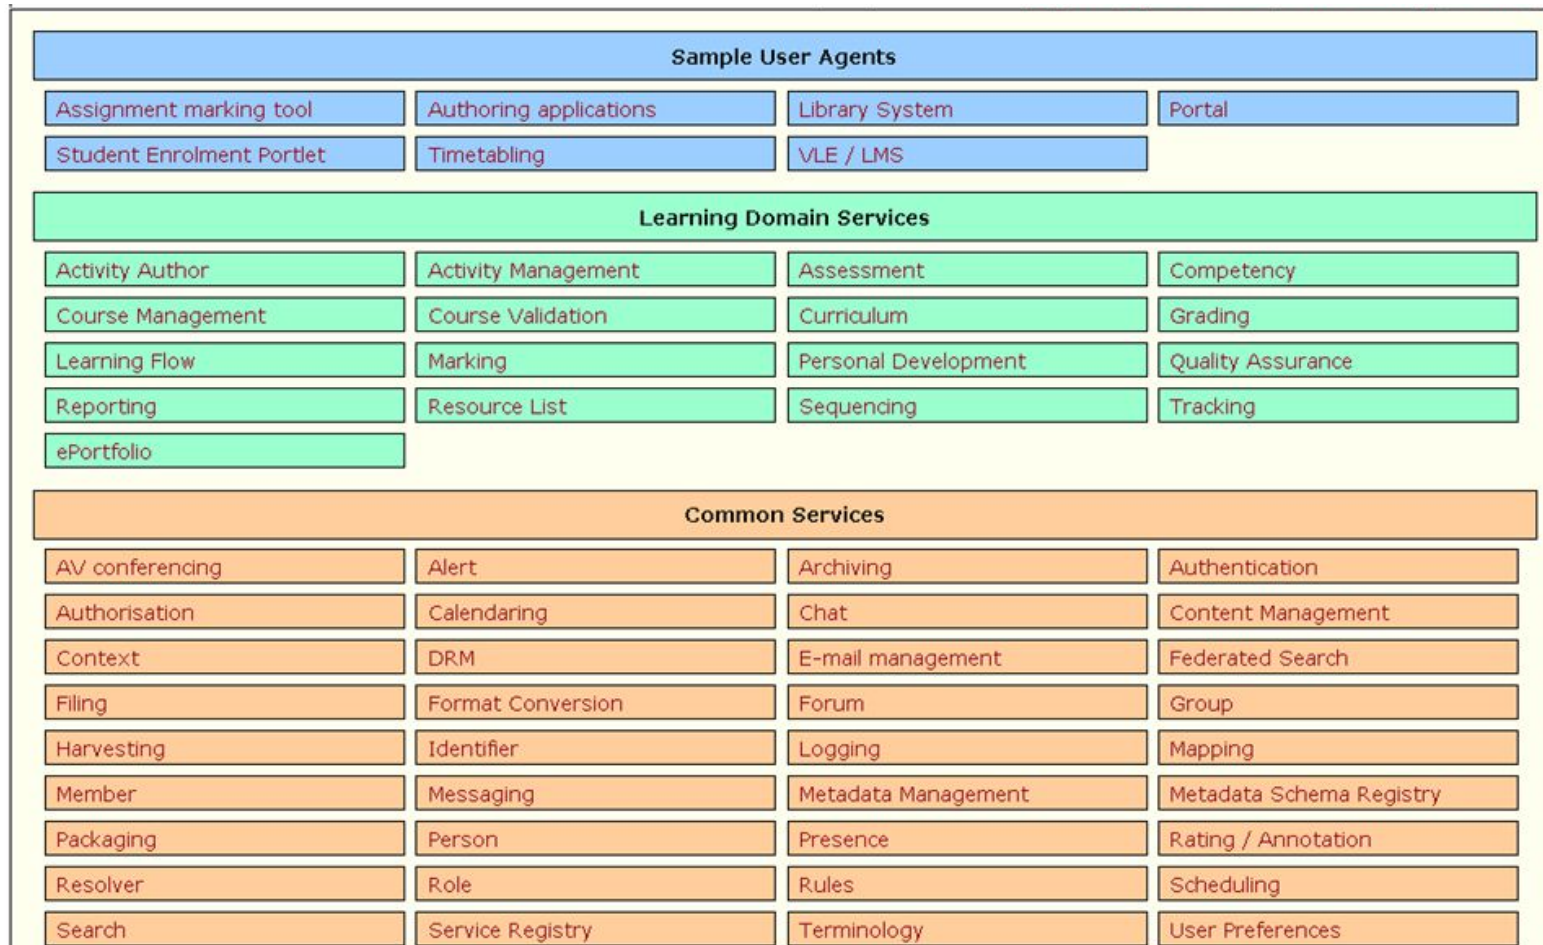 Sample User Agents
Assignment marking tool Authoring applications Library System Portal
Student Enrolment Portlet Timetabling VLE / LMS
Learning Domain Services
Activity Author Activity Management Assessment Competency
Course Management Course Validation Curriculum Grading
Learning Flow Marking Personal Development Quality Assurance
Reporting Resource List Sequencing Tracking
ePortfolio
Common Services
AV conferencing Alert Archiving Authentication
Authorisation Calendaring Chat Content Management
Context DRM E-mail management Federated Search
Filing Format Conversion Forum Group
Harvesting Identifier Logging Mapping
Member Messaging Metadata Management Metadata Schema Registry
Packaging Person Presence Rating / Annotation
Resolver Role Rules Scheduling
Search Service Registry Terminology User Preferences